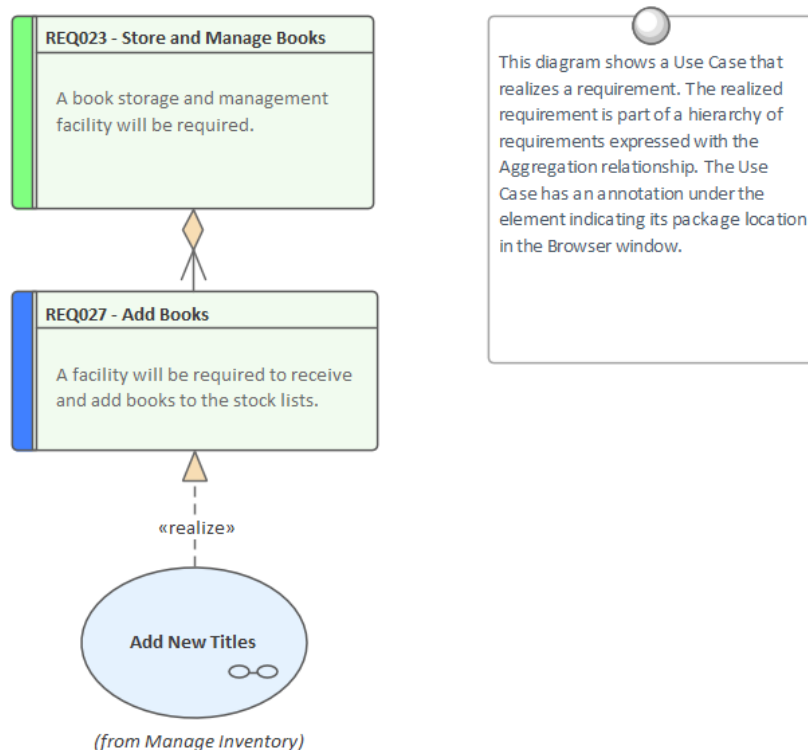 REQ023 - Store and Manage Books
A book storage and management
facility will be required.
This diagram shows a Use Case that
realizes a requirement. The realized
requirement is part of a hierarchy of
requirements expressed with the
Aggregation relationship. The Use
Case has an annotation under the
element indicating its package location
in the Browser window.
REQ027 - Add Books
A facility will be required to receive
and add books to the stock lists.
«realize»
Add New Titles
(from Manage Inventory)